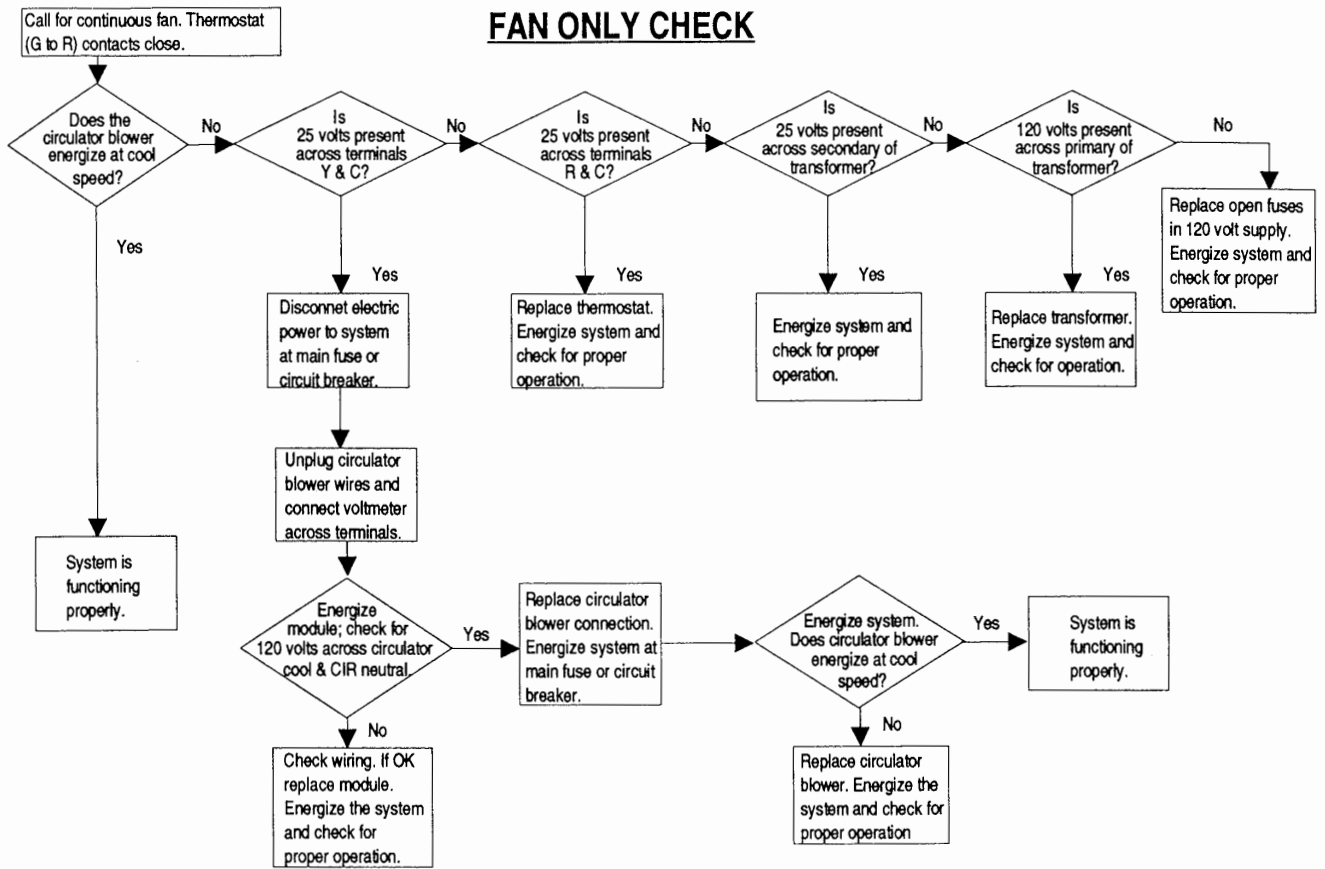 FAN ONLY CHECK
Call for continuous fan. Thermostat
(G to R) contacts close.
Does the
circulator blower
energize at cool
speed?
No
Is
25 volts present
across terminals
Y & C?
No
Is
25 volts present
across terminals
R & C?
No
Is
25 volts present
across secondary of
transformer?
No
Is
120 volts present
across primary of
transformer?
No
Replace open fuses
in 120 volt supply.
Energize system and
check for proper
operation.
Yes
Yes
Disconnet electric
power to system
at main fuse or
circuit breaker.
Yes
Replace thermostat.
Energize system and
check for proper
operation.
Yes
Energize system and
check for proper
operation.
Yes
Replace transformer.
Energize system and
check for operation.
Unplug circulator
blower wires and
connect voltmeter
across terminals.
System is
functioning
properly.
Energize
module; check for
120 volts across circulator
cool & CIR neutral.
Yes
Replace circulator
blower connection.
Energize system at
main fuse or circuit
breaker.
Energize system.
Does circulator blower
energize at cool
speed?
Yes
System is
functioning
properly.
No
Check wiring. If OK
replace module.
Energize the system
and check for
proper operation.
No
Replace circulator
blower. Energize the
system and check for
proper operation